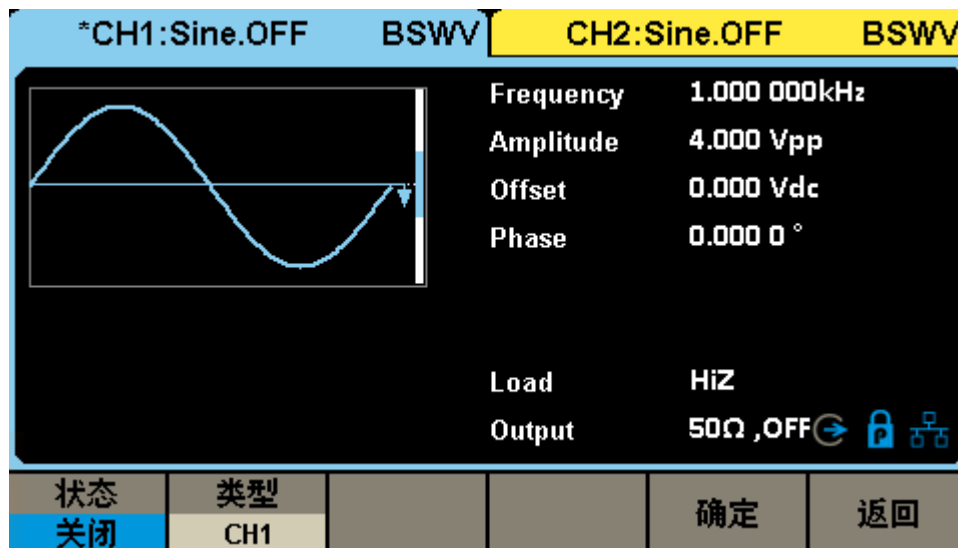 *CH1:Sine.OFF BSWV CH2:Sine.OFF BSWV
Frequency 1.000 000kHz
Amplitude 4.000 Vpp
Offset 0.000 Vdc
Phase 0.000 0 °
Load HiZ
Output 50Ω ,OFF P
状态 类型 确定 返回
关闭 CH1